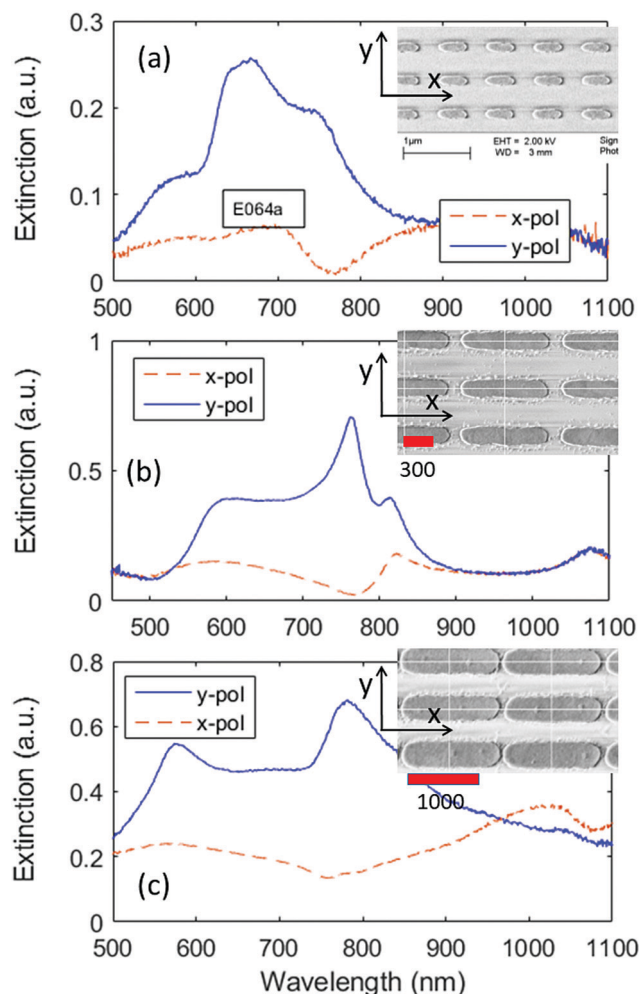 0.3
(a)
y
x
0.2
1µm
EHT = 2.00 kV
Sign
WD = 3 mm
Phot
Extinction (a.u.)
E064a
0.1
x-pol
y-pol
0
500 600 700 800 900 1000 1100
1
x-pol
y-pol
y
x
Extinction (a.u.)
0.5
(b)
300
0
500 600 700 800 900 1000 1100
0.8
y-pol
x-pol
y
x
0.6
1000
Extinction (a.u.)
0.4
0.2
(c)
0
500 600 700 800 900 1000 1100
Wavelength (nm)